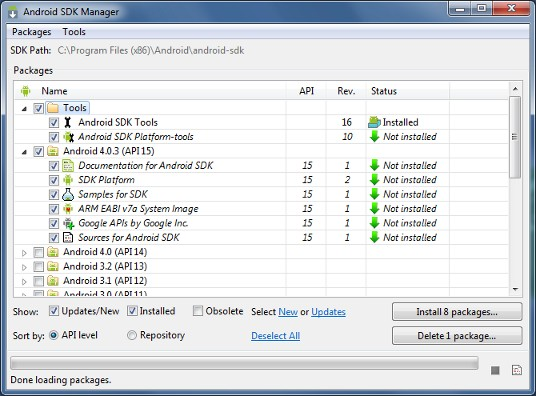 Android SDK Manager
Packages Tools
SDK Path: C:\Program Files (x86)\Android\android-sdk
Packages
Name API Rev. Status
Tools
Android SDK Tools 16 Installed
Android SDK Platform-tools 10 Not installed
Android 4.0.3 (API 15)
Documentation for Android SDK 15 1 Not installed
SDK Platform 15 2 Not installed
Samples for SDK 15 1 Not installed
ARM EABI v7a System Image 15 1 Not installed
Google APIs by Google Inc. 15 1 Not installed
Sources for Android SDK 15 1 Not installed
Android 4.0 (API 14)
Android 3.2 (API 13)
Android 3.1 (API 12)
Android 3.0 (API 11)
Show: Updates/New Installed Obsolete Select New or Updates Install 8 packages...
Sort by: API level Repository Deselect All Delete 1 package...
Done loading packages.